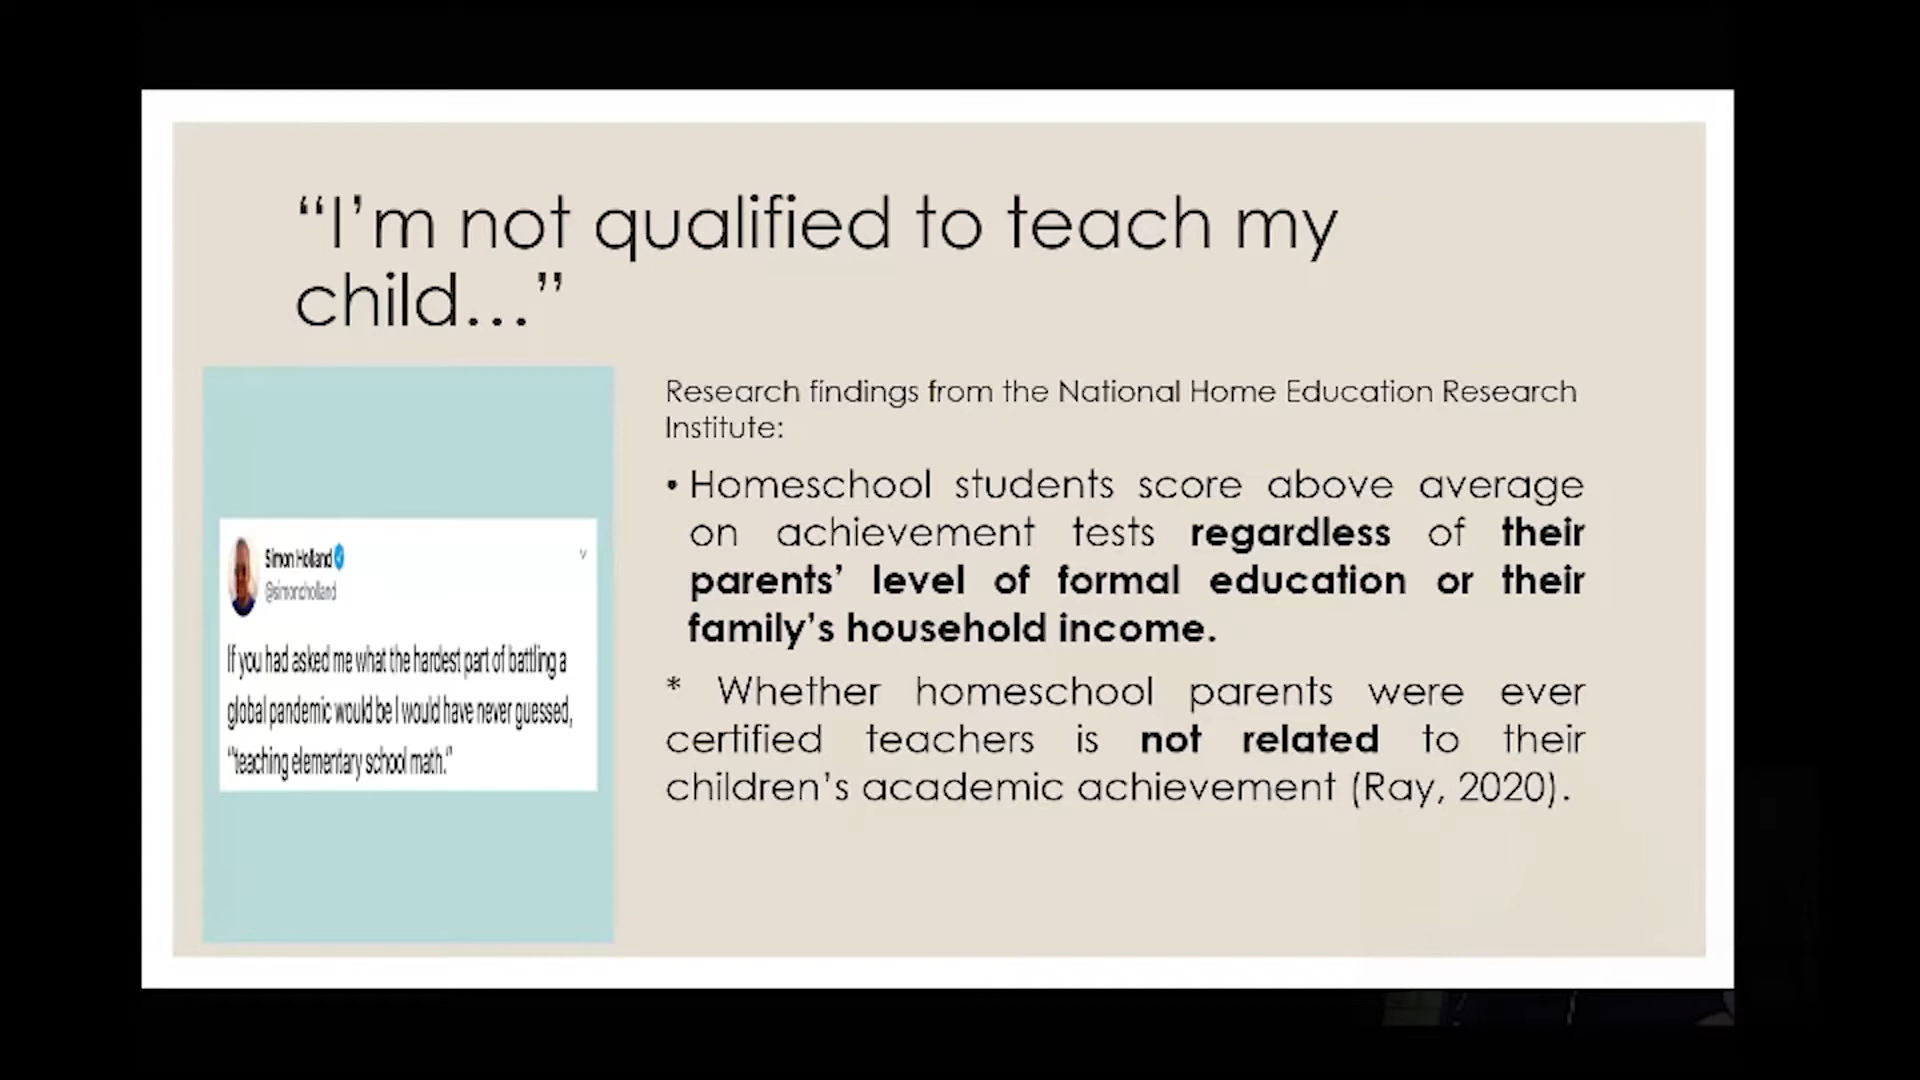 “I’m not qualified to teach my
child...”
Simon Holland
@simoncholland
If you had asked me what the hardest part of battling a
global pandemic would be I would have never guessed,
“teaching elementary school math.”
Research findings from the National Home Education Research
Institute:
• Homeschool students score above average
on achievement tests regardless of their
parents’ level of formal education or their
family’s household income.
* Whether homeschool parents were ever
certified teachers is not related to their
children’s academic achievement (Ray, 2020).